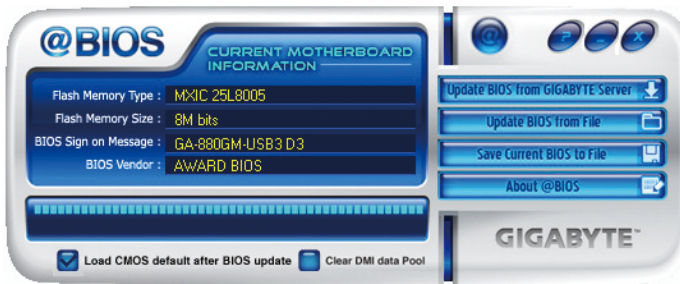 @BIOS
CURRENT MOTHERBOARD
INFORMATION
Flash Memory Type : MXIC 25L8005
Flash Memory Size : 8M bits
BIOS Sign on Message : GA-880GM-USB3 D3
BIOS Vendor : AWARD BIOS
Load CMOS default after BIOS update
Clear DMI data Pool
@
? _ X
Update BIOS from GIGABYTE Server
Update BIOS from File
Save Current BIOS to File
About @BIOS
GIGABYTE™